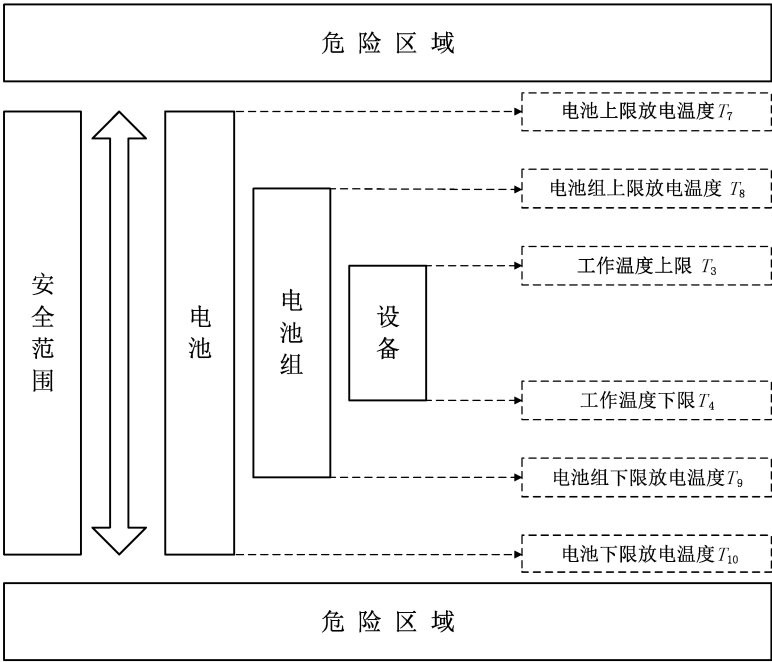 危险区域
电池上限放电温度T7
电池组上限放电温度 T8
工作温度上限 T3
安全范围
电池
电池组
设备
工作温度下限T4
电池组下限放电温度T9
电池下限放电温度T10
危险区域